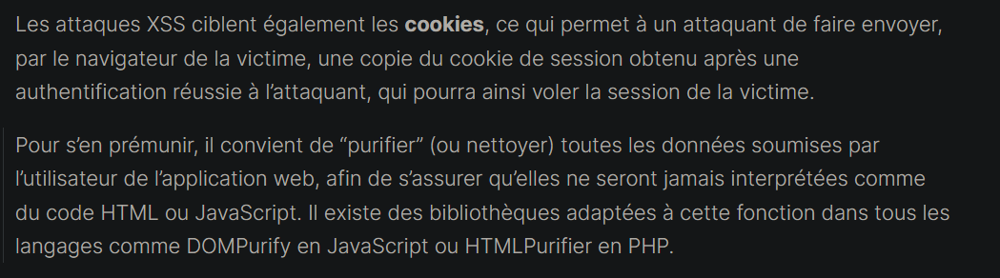 Les attaques XSS ciblent également les cookies, ce qui permet à un attaquant de faire envoyer,
par le navigateur de la victime, une copie du cookie de session obtenu après une
authentification réussie à l’attaquant, qui pourra ainsi voler la session de la victime.
Pour s’en prémunir, il convient de “purifier” (ou nettoyer) toutes les données soumises par
l’utilisateur de l’application web, afin de s’assurer qu’elles ne seront jamais interprétées comme
du code HTML ou JavaScript. Il existe des bibliothèques adaptées à cette fonction dans tous les
langages comme DOMPurify en JavaScript ou HTMLPurifier en PHP.